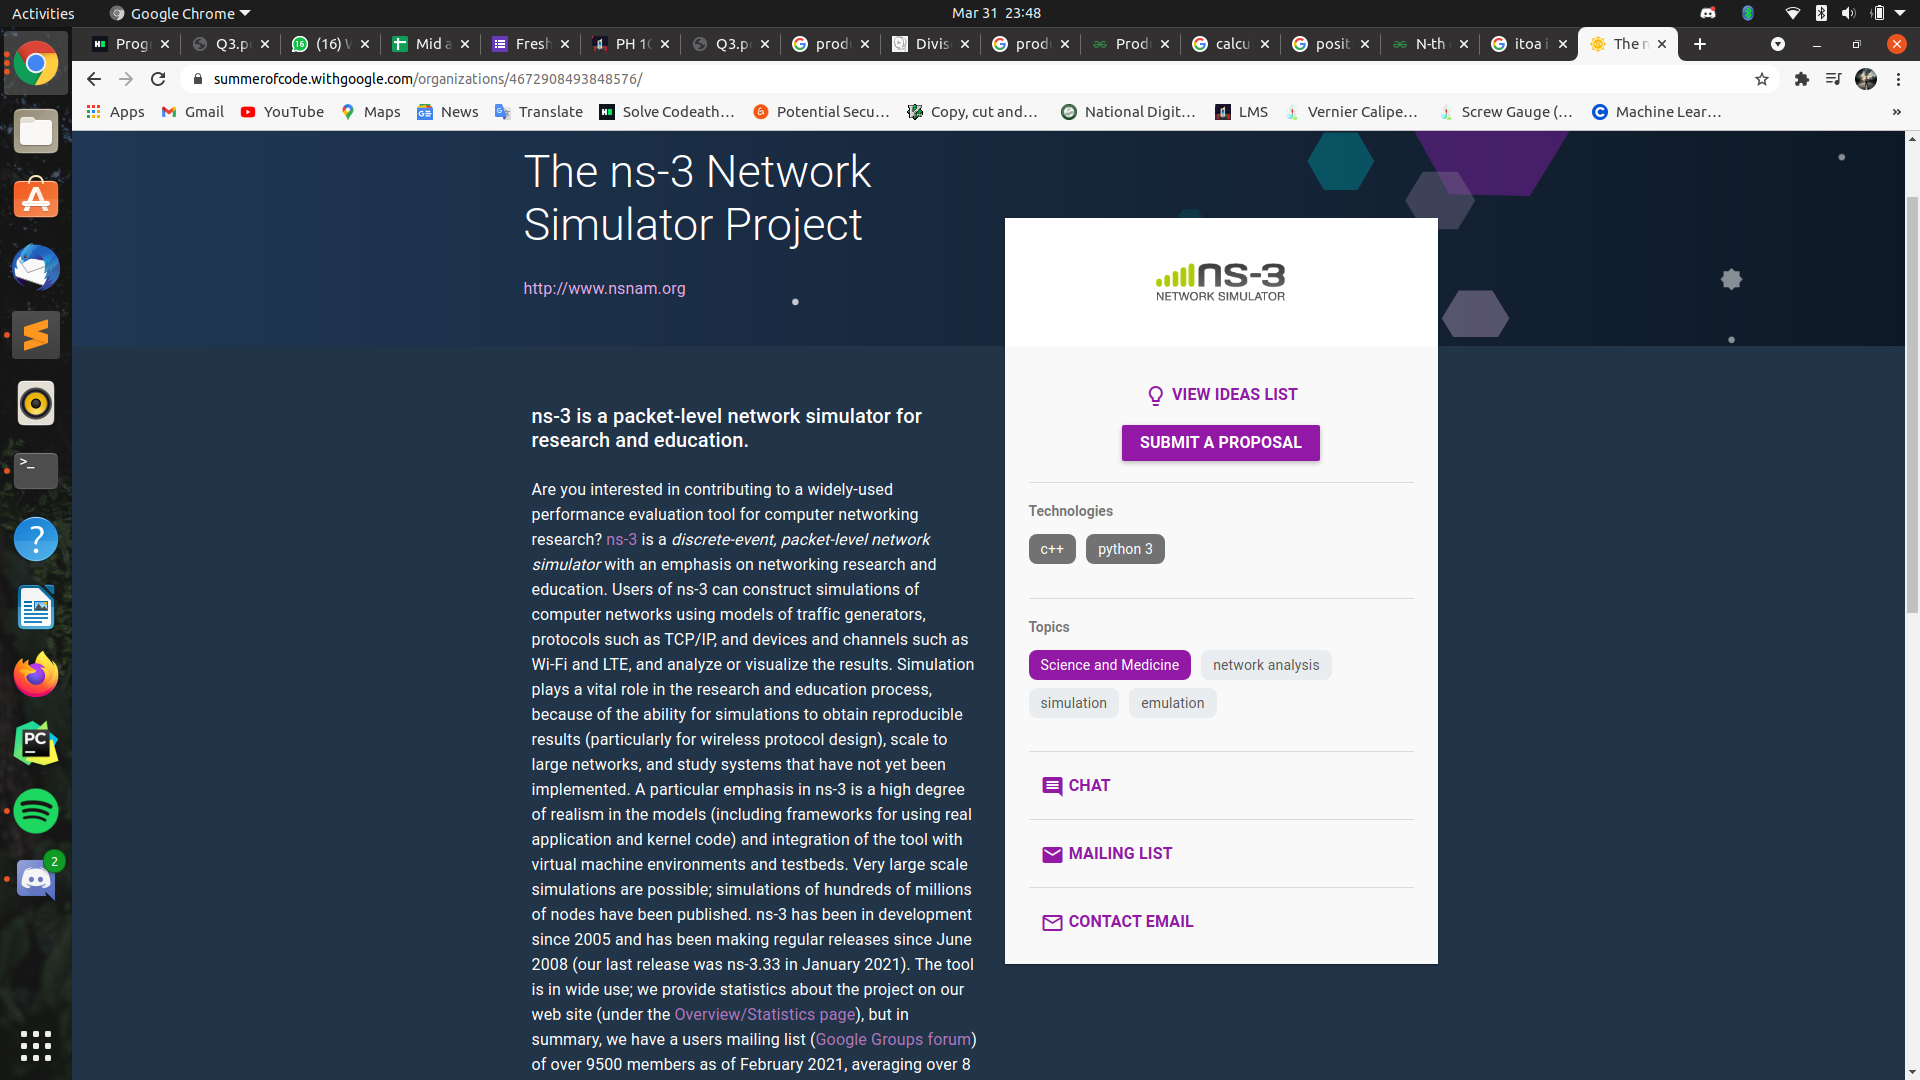 Activities
Google Chrome
Mar 31 23:48
Progr
Q3.p
(16) W
Mid a
Fresh
PH 10
Q3.p
prod
Divis
prod
Prod
calcu
posit
N-th
itoa i
The n
summerofcode.withgoogle.com/organizations/4672908493848576/
Apps
Gmail
YouTube
Maps
News
Translate
Solve Codeath...
Potential Secu...
Copy, cut and...
National Digit...
LMS
Vernier Calipe...
Screw Gauge (...
Machine Lear...
»
The ns-3 Network
Simulator Project
http://www.nsnam.org
ns-3
NETWORK SIMULATOR
ns-3 is a packet-level network simulator for
research and education.
Are you interested in contributing to a widely-used
performance evaluation tool for computer networking
research? ns-3 is a discrete-event, packet-level network
simulator with an emphasis on networking research and
education. Users of ns-3 can construct simulations of
computer networks using models of traffic generators,
protocols such as TCP/IP, and devices and channels such as
Wi-Fi and LTE, and analyze or visualize the results. Simulation
plays a vital role in the research and education process,
because of the ability for simulations to obtain reproducible
results (particularly for wireless protocol design), scale to
large networks, and study systems that have not yet been
implemented. A particular emphasis in ns-3 is a high degree
of realism in the models (including frameworks for using real
application and kernel code) and integration of the tool with
virtual machine environments and testbeds. Very large scale
simulations are possible; simulations of hundreds of millions
of nodes have been published. ns-3 has been in development
since 2005 and has been making regular releases since June
2008 (our last release was ns-3.33 in January 2021). The tool
is in wide use; we provide statistics about the project on our
web site (under the Overview/Statistics page), but in
summary, we have a users mailing list (Google Groups forum)
of over 9500 members as of February 2021, averaging over 8
VIEW IDEAS LIST
SUBMIT A PROPOSAL
Technologies
c++
python 3
Topics
Science and Medicine
network analysis
simulation
emulation
CHAT
MAILING LIST
CONTACT EMAIL
PC
2